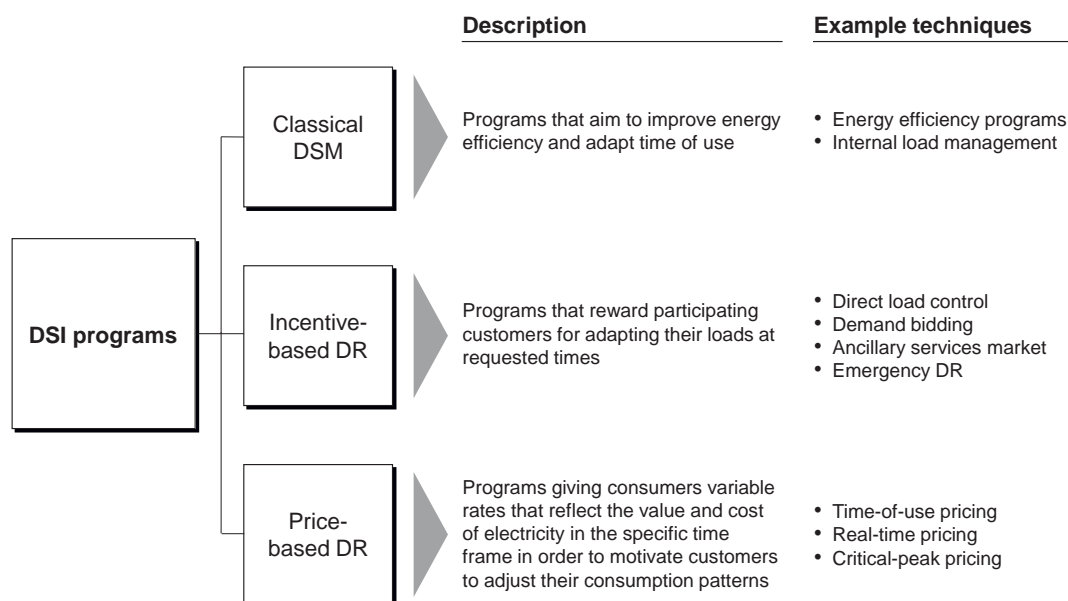 Description
Example techniques
Classical
DSM
Programs that aim to improve energy
efficiency and adapt time of use
• Energy efficiency programs
• Internal load management
DSI programs
Incentive-
based DR
Programs that reward participating
customers for adapting their loads at
requested times
• Direct load control
• Demand bidding
• Ancillary services market
• Emergency DR
Price-
based DR
Programs giving consumers variable
rates that reflect the value and cost
of electricity in the specific time
frame in order to motivate customers
to adjust their consumption patterns
• Time-of-use pricing
• Real-time pricing
• Critical-peak pricing